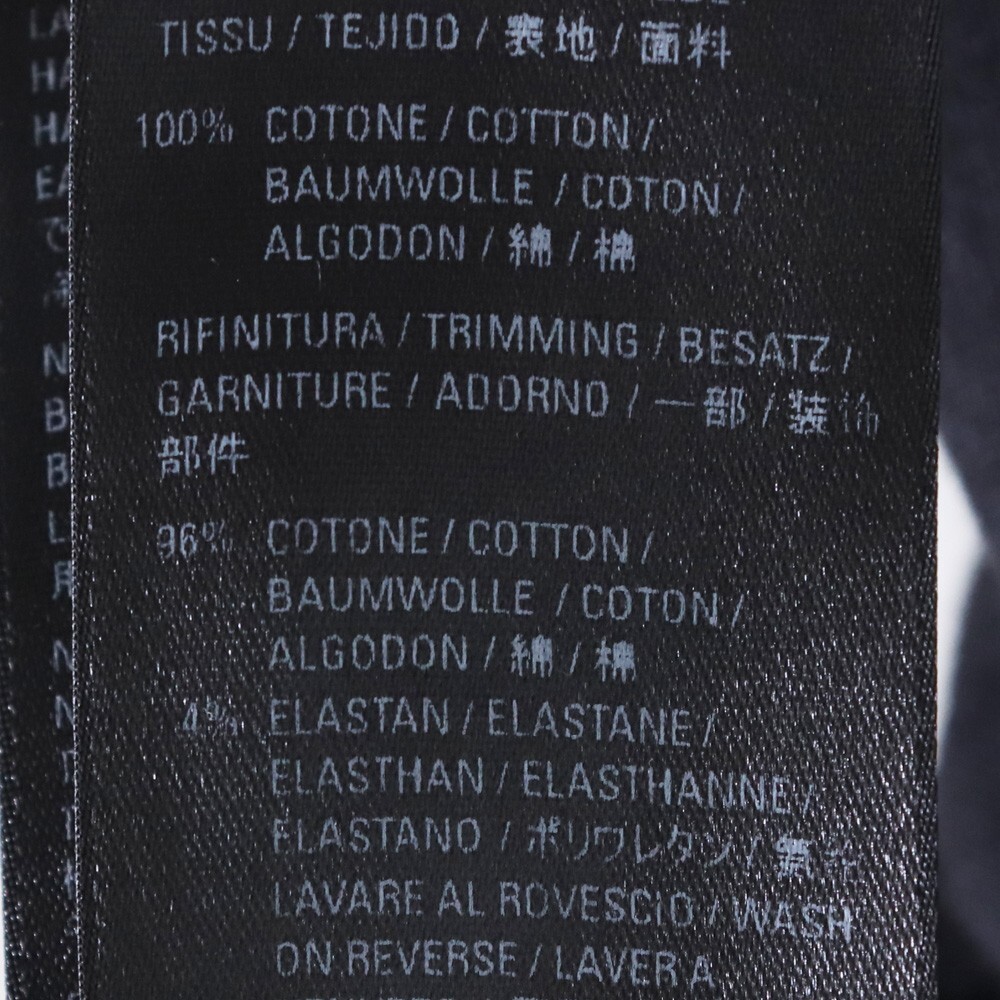 TISSU / TEJIDO / 表地 / 面料
100% COTONE / COTTON /
BAUMWOLLE / COTON /
ALGODON / 綿 / 棉
RIFINITURA / TRIMMING / BESATZ /
GARNITURE / ADORNO / 一部 / 装饰
部件
96% COTONE / COTTON /
BAUMWOLLE / COTON /
ALGODON / 綿 / 棉
4% ELASTAN / ELASTANE /
ELASTHAN / ELASTHANNE /
ELASTANO / ポリウレタン /
LAVARE AL ROVESCIO / WASH
ON REVERSE / LAVER A